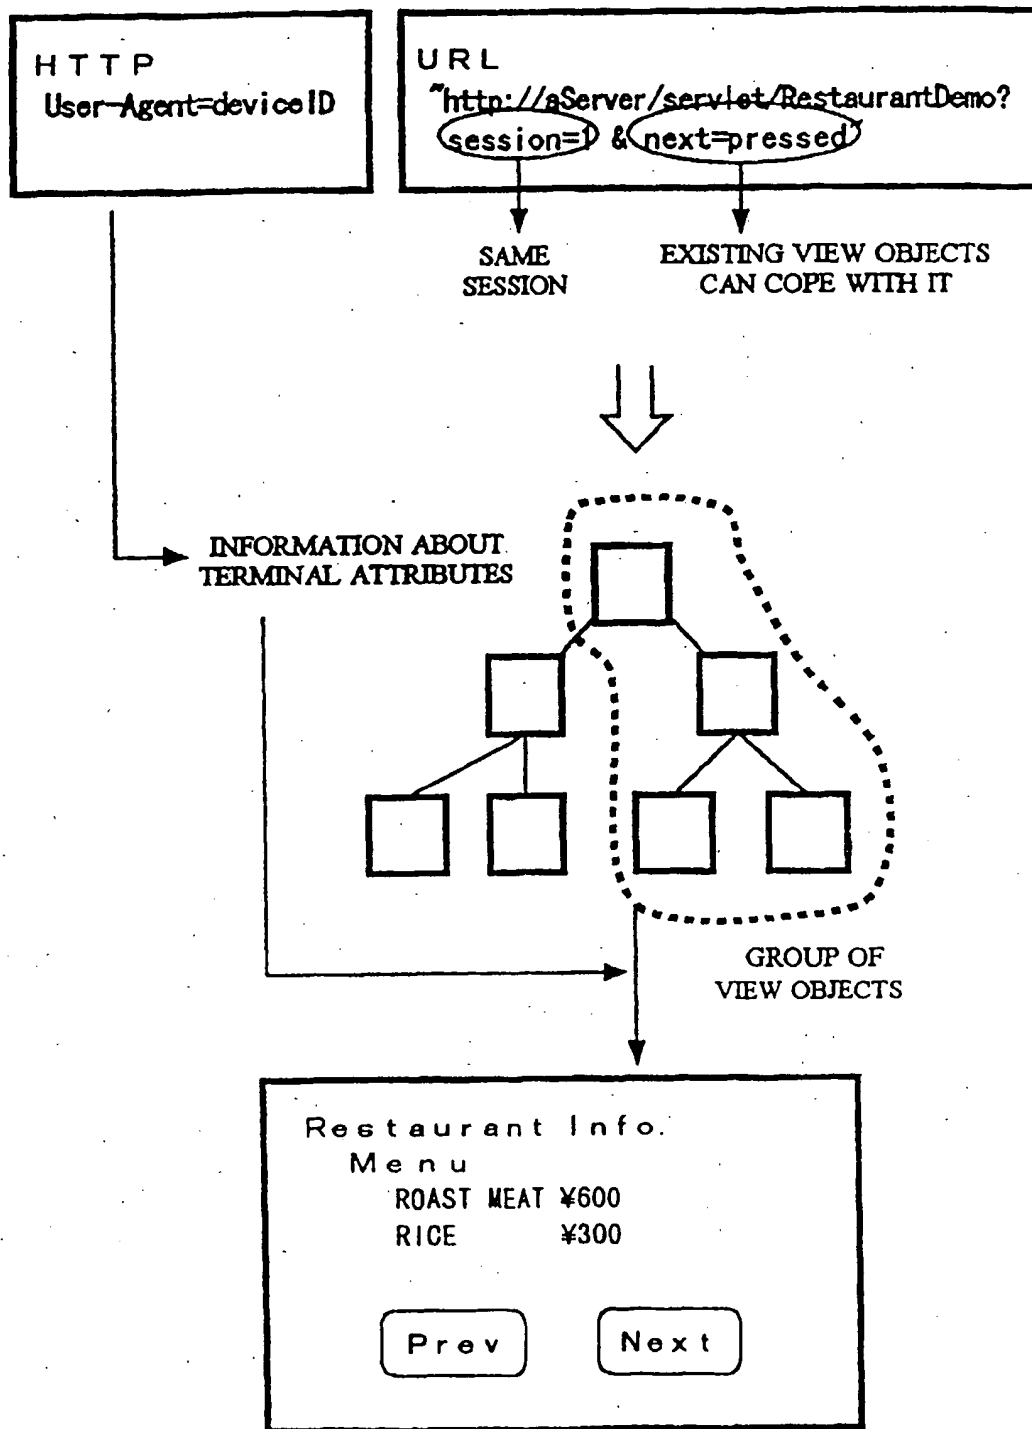 HTTP
User-Agent=deviceID
URL
"http://aServer/servlet/RestaurantDemo?
session=1 & next=pressed"
SAME
SESSION
EXISTING VIEW OBJECTS
CAN COPE WITH IT
INFORMATION ABOUT
TERMINAL ATTRIBUTES
GROUP OF
VIEW OBJECTS
Restaurant Info.
Menu
ROAST MEAT ¥600
RICE ¥300
Prev
Next